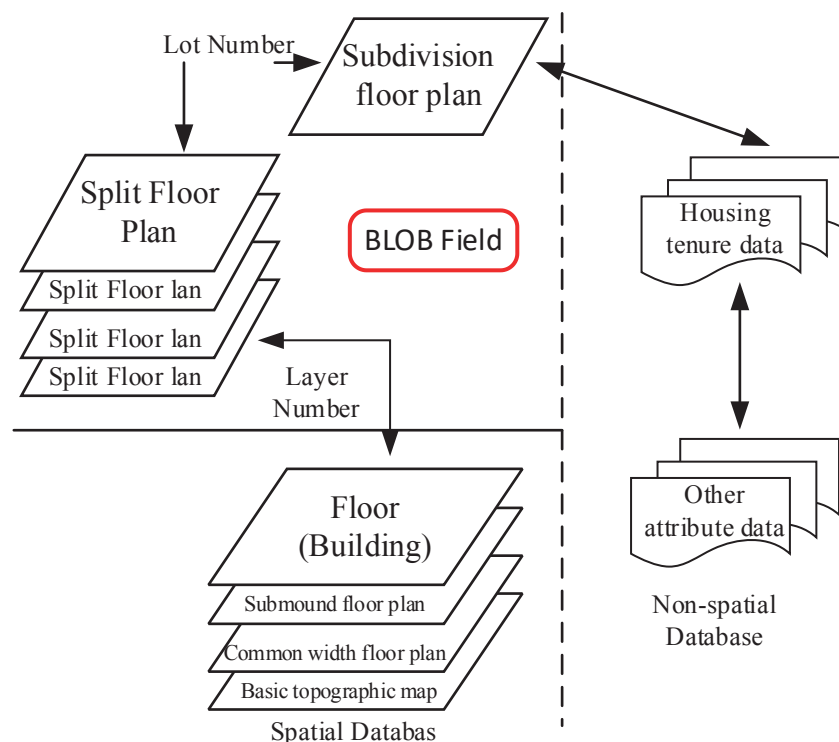 Lot Number
Subdivision
floor plan
Split Floor
Plan
Split Floor lan
Split Floor lan
Split Floor lan
BLOB Field
Housing
tenure data
Layer
Number
Floor
(Building)
Submound floor plan
Common width floor plan
Basic topographic map
Spatial Databas
Other
attribute data
Non-spatial
Database